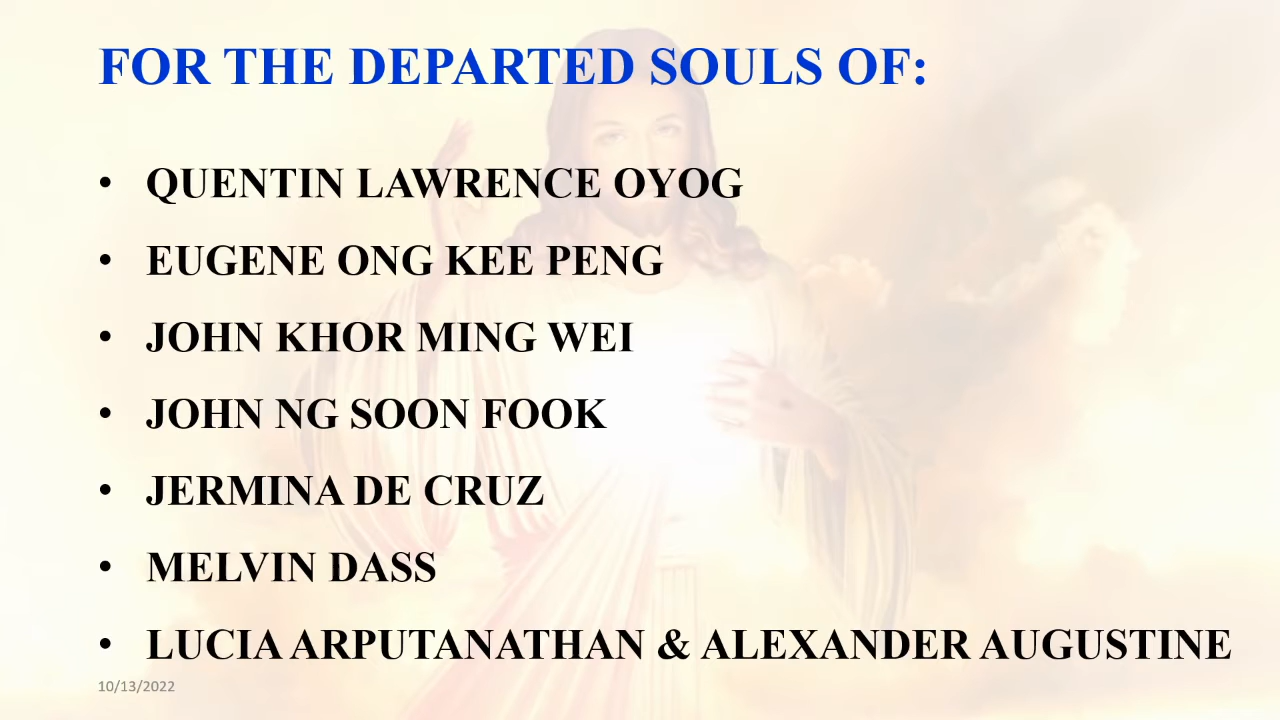 FOR THE DEPARTED SOULS OF:
• QUENTIN LAWRENCE OYOG
• EUGENE ONG KEE PENG
• JOHN KHOR MING WEI
• JOHN NG SOON FOOK
• JERMINA DE CRUZ
• MELVIN DASS
• LUCIA ARPUTANATHAN & ALEXANDER AUGUSTINE
10/13/2022